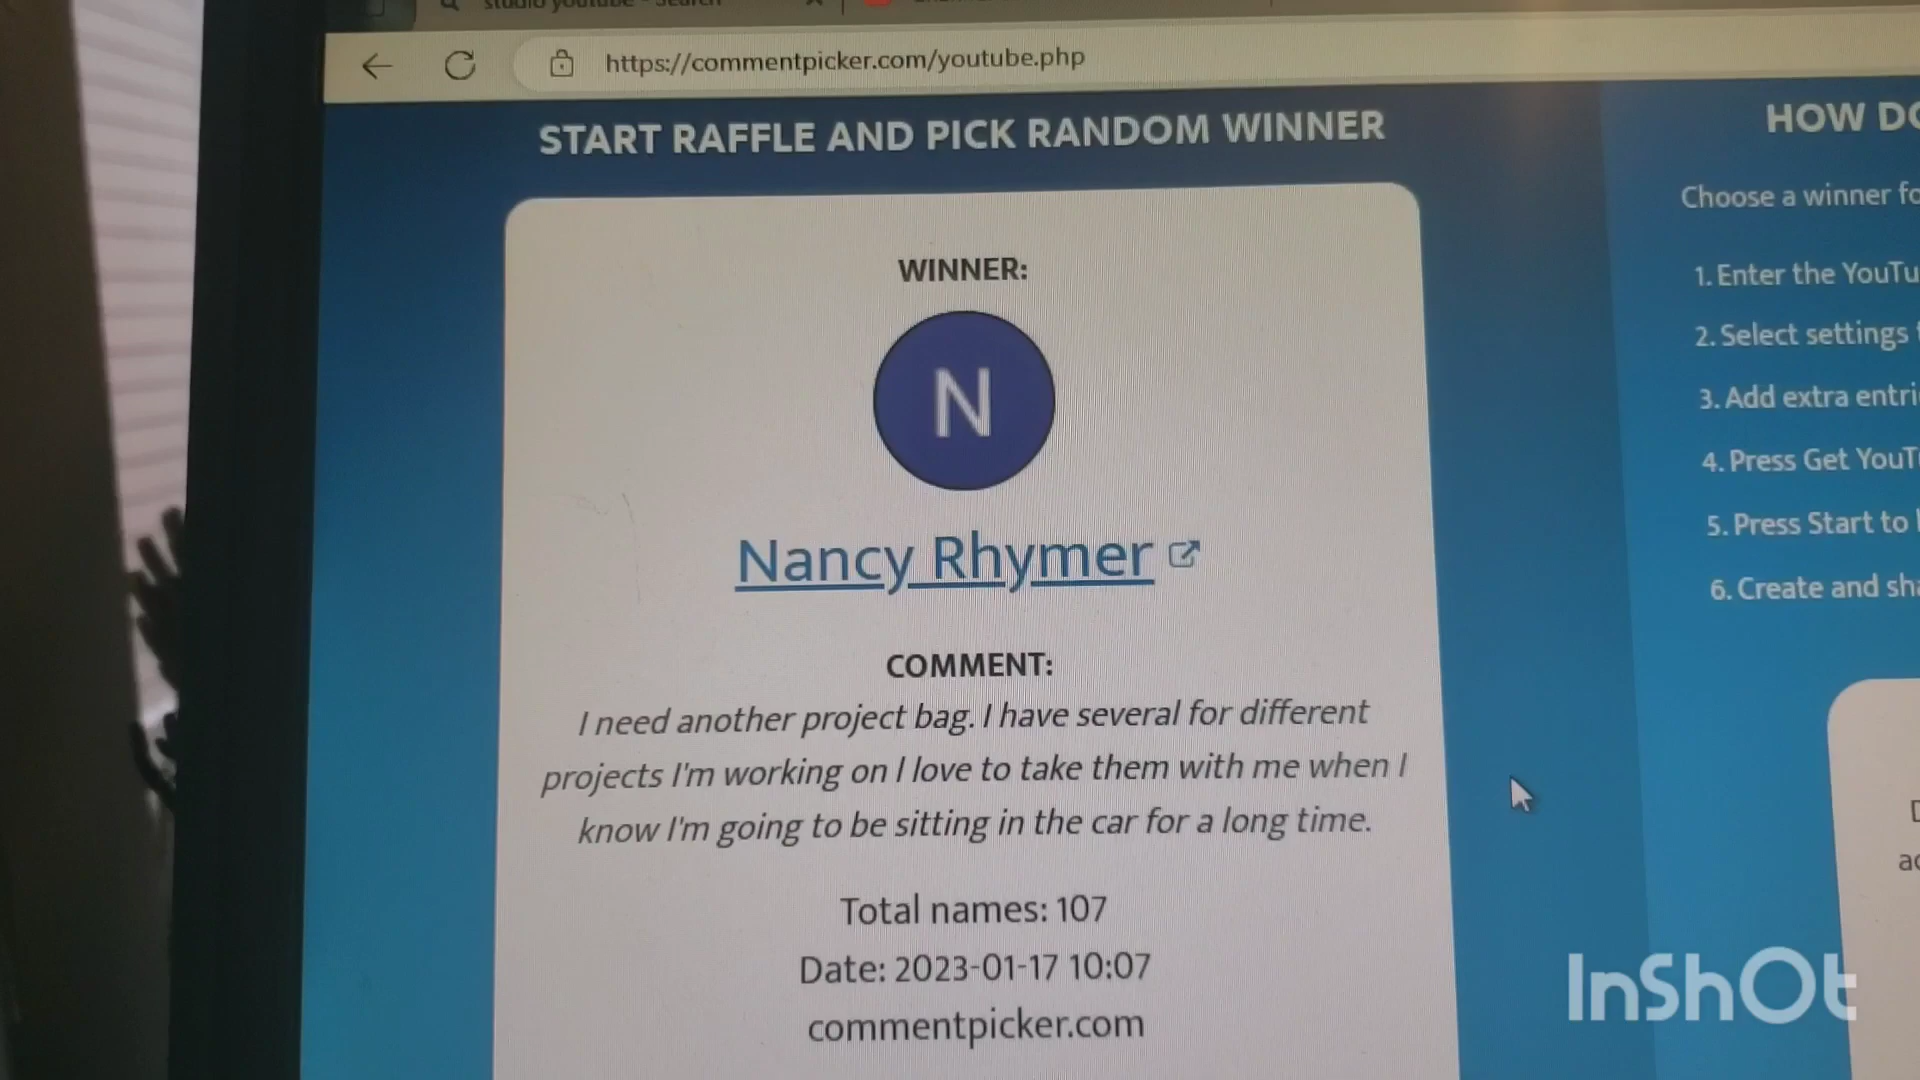 https://commentpicker.com/youtube.php
START RAFFLE AND PICK RANDOM WINNER
WINNER:
N
Nancy Rhymer
COMMENT:
I need another project bag. I have several for different
projects I'm working on I love to take them with me when I
know I'm going to be sitting in the car for a long time.
Total names: 107
Date: 2023-01-17 10:07
commentpicker.com
HOW
Choose a winner
1. Enter the
2. Select settings
3. Add extra
4. Press Get
5. Press Start to
6. Create and
InShOt